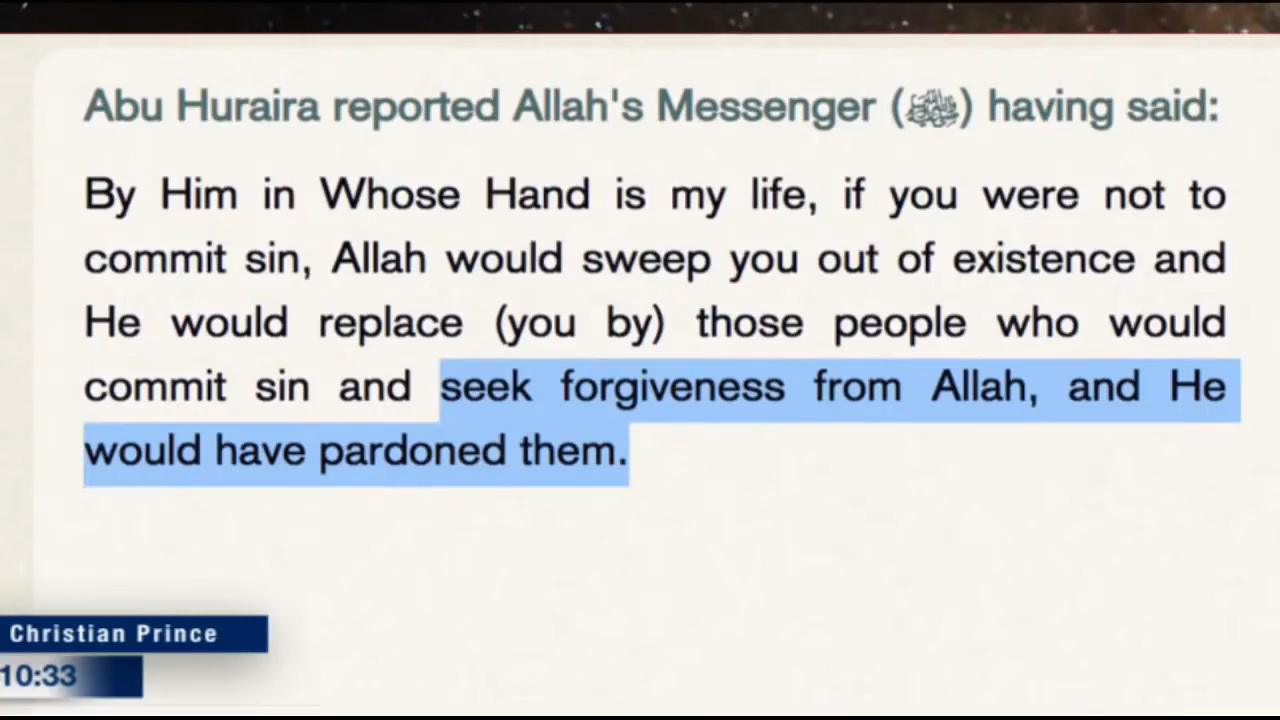 Abu Huraira reported Allah's Messenger (ﷺ) having said:
By Him in Whose Hand is my life, if you were not to
commit sin, Allah would sweep you out of existence and
He would replace (you by) those people who would
commit sin and seek forgiveness from Allah, and He
would have pardoned them.
Christian Prince
10:33